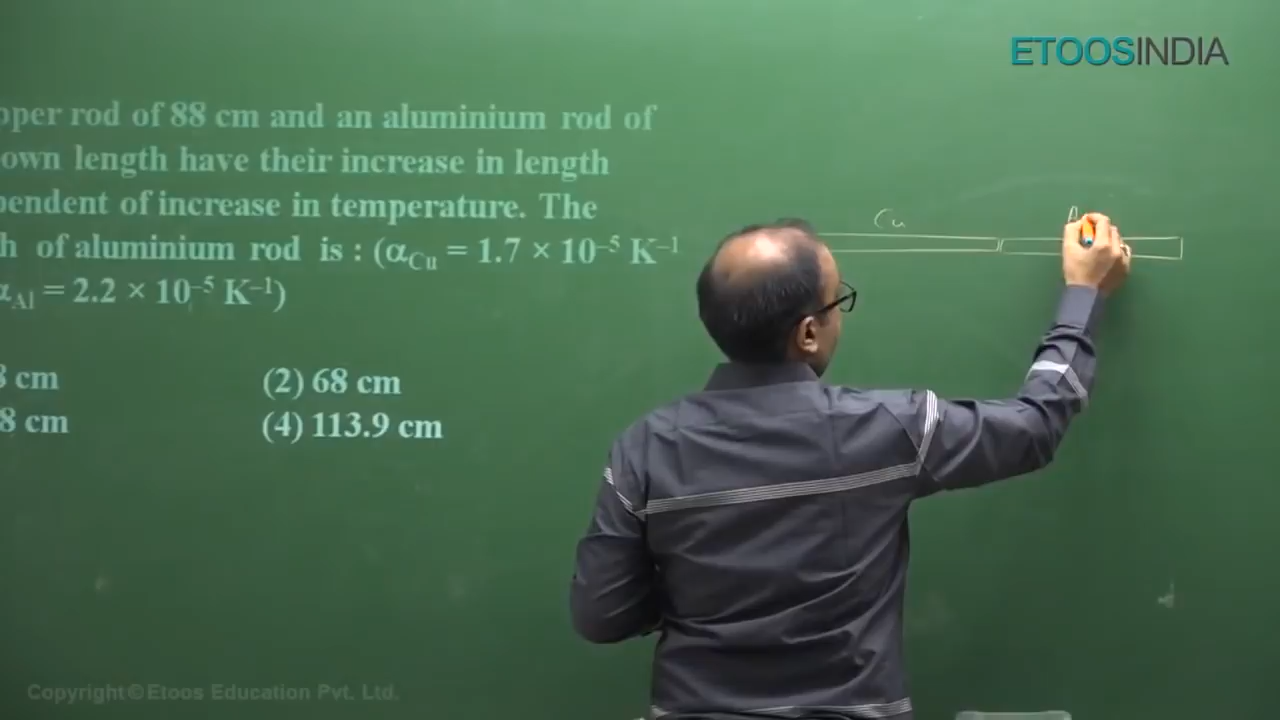 ETOOSINDIA
pper rod of 88 cm and an aluminium rod of
own length have their increase in length
pendent of increase in temperature. The
h of aluminium rod is : (αCu = 1.7 × 10⁻⁵ K⁻¹
αAl = 2.2 × 10⁻⁵ K⁻¹)
Cu
cm (2) 68 cm
8 cm (4) 113.9 cm
Copyright © Etoos Education Pvt. Ltd.